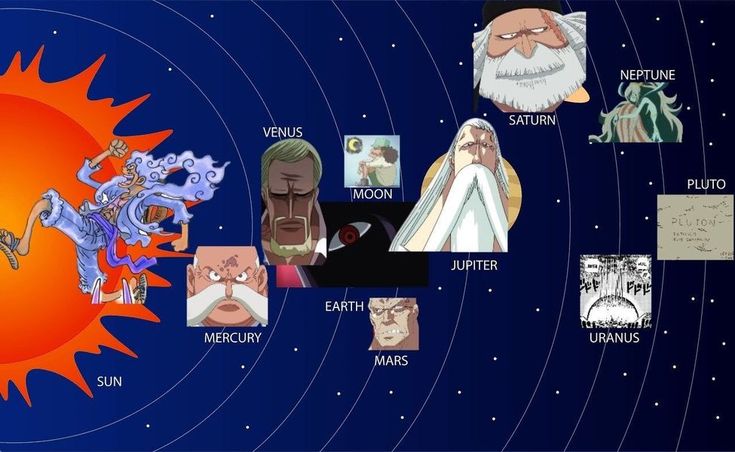 NEPTUNE
SATURN
VENUS
PLUTO
MOON
JUPITER
EARTH
MERCURY
URANUS
MARS
SUN
PLUTON